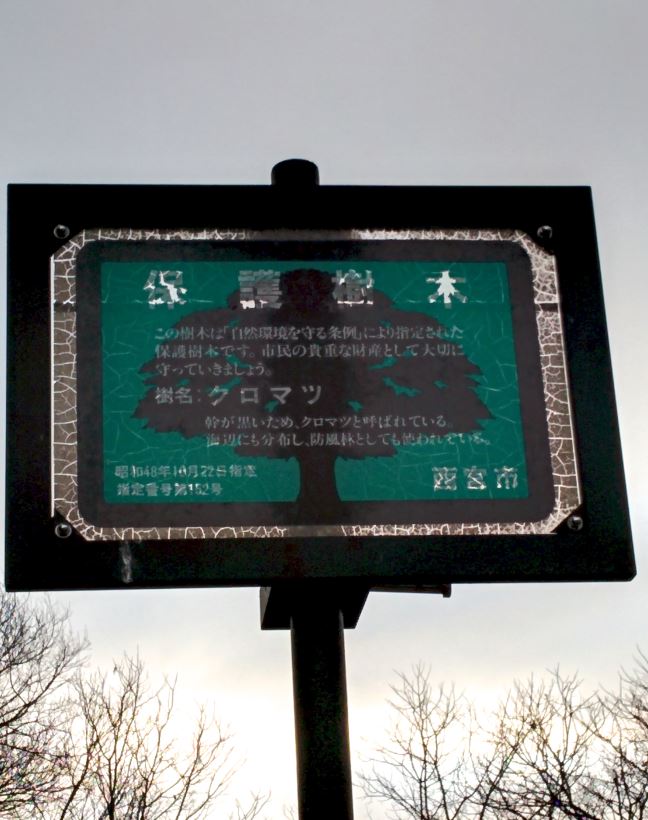 保護樹木
この樹木は「自然環境を守る条例」により指定された
保護樹木です。市民の貴重な財産として大切に
守っていきましょう。
樹名:クロマツ
幹が黒いため、クロマツと呼ばれている。
海辺にも分布し、防風林としても使われている。
昭和48年10月22日指定
指定番号第152号
西宮市